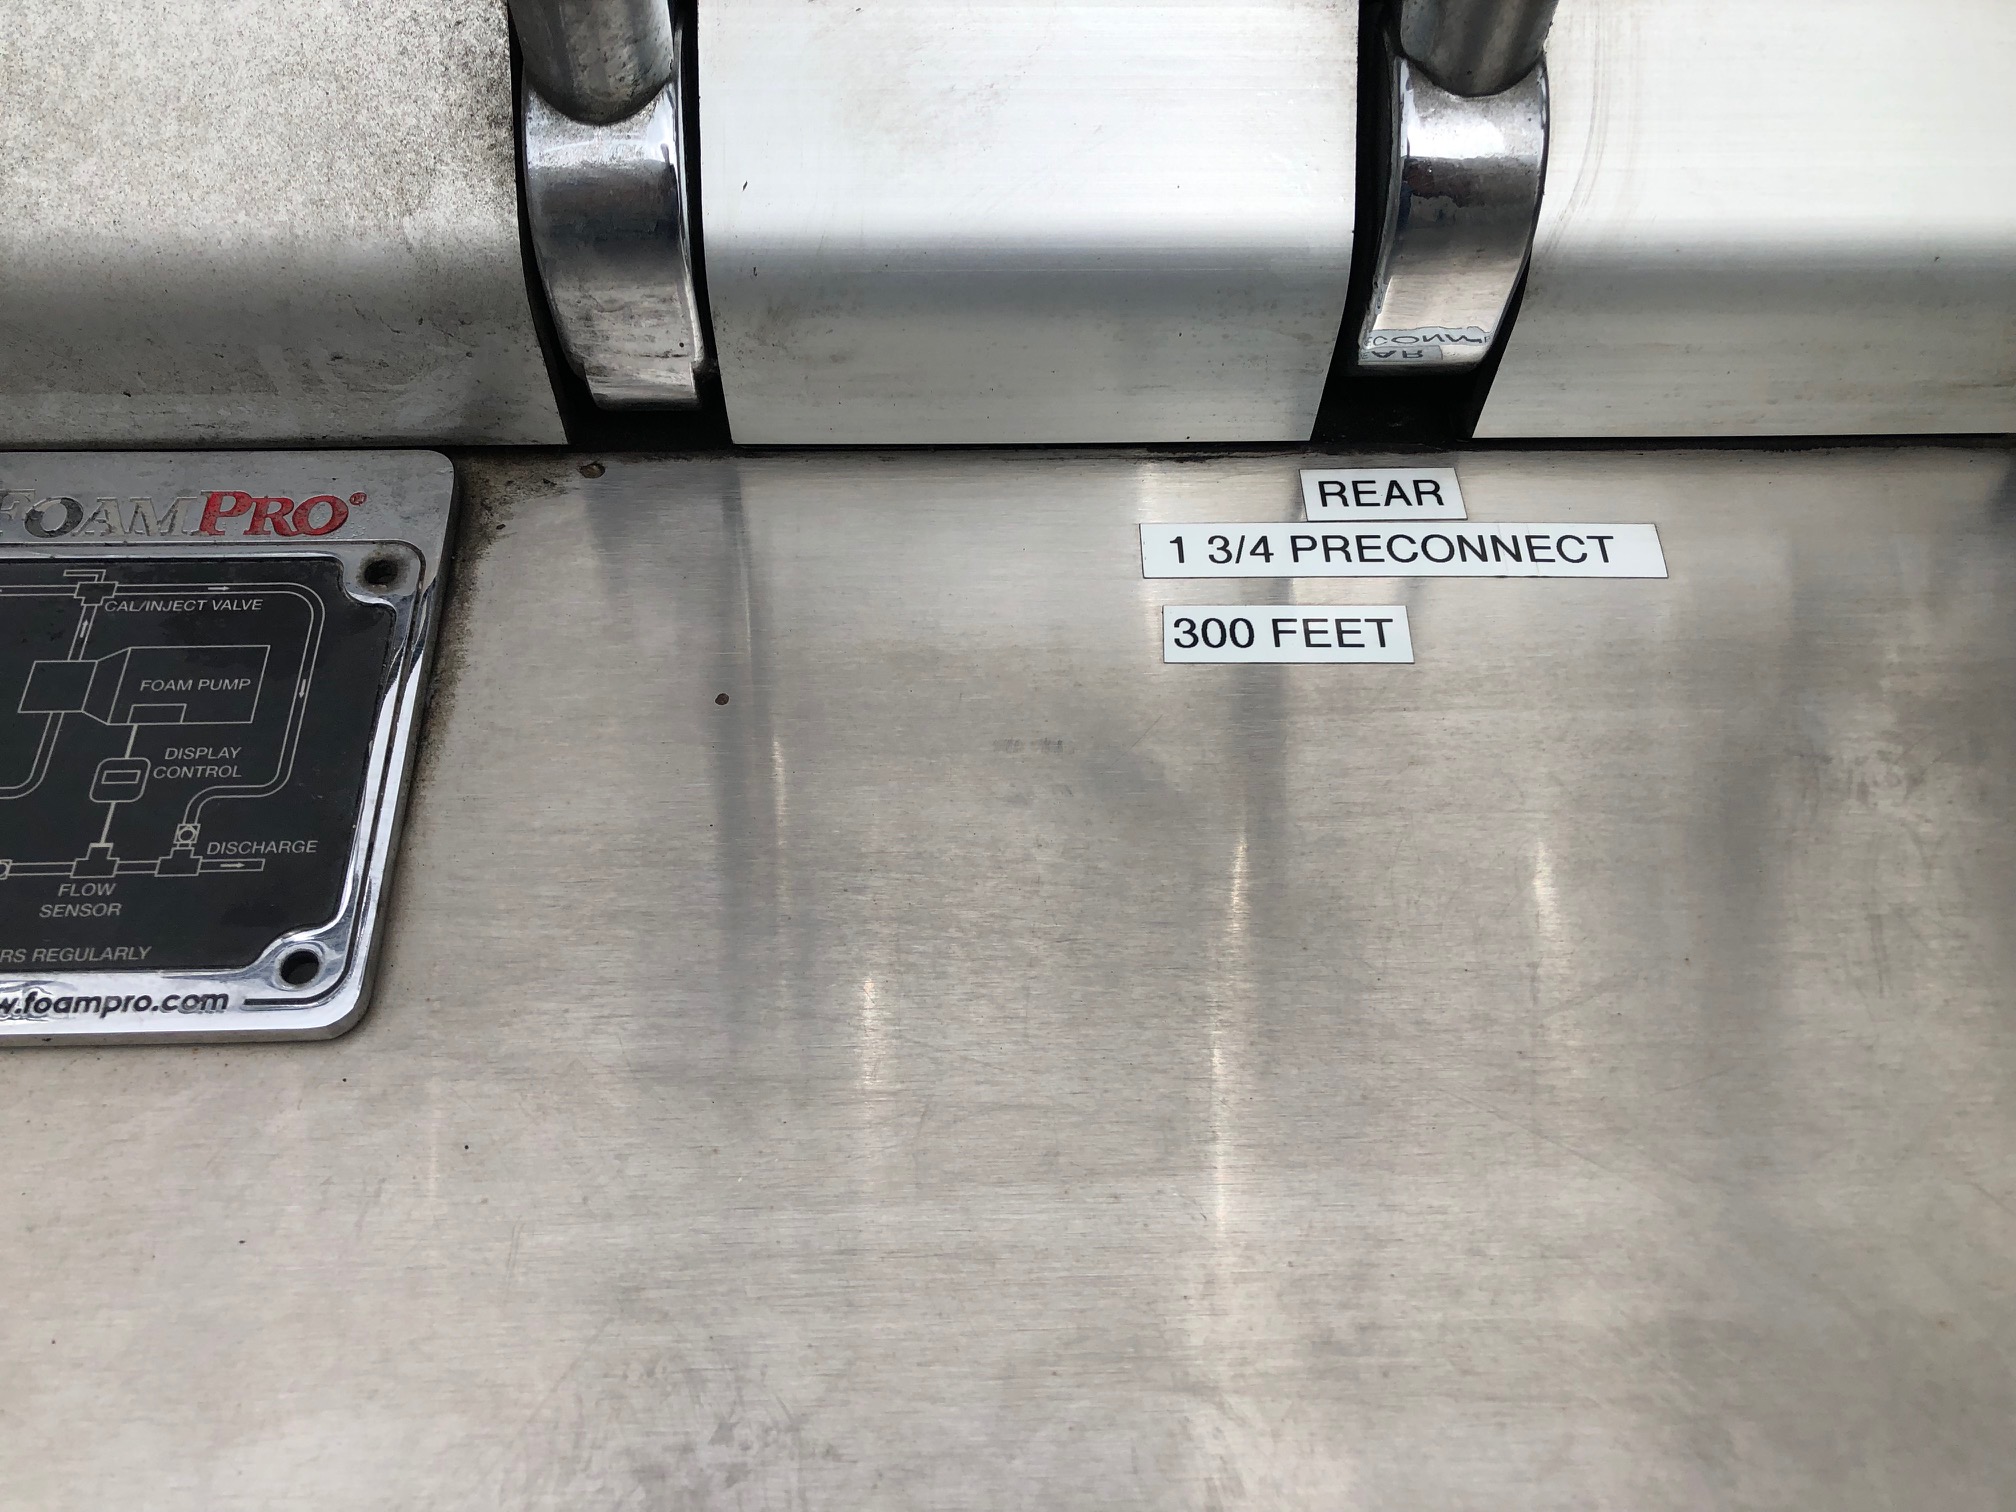 FOAMPRO®
CAL/INJECT VALVE
FOAM PUMP
DISPLAY
CONTROL
DISCHARGE
FLOW
SENSOR
REGULARLY
w.foampro.com
REAR
1 3/4 PRECONNECT
300 FEET